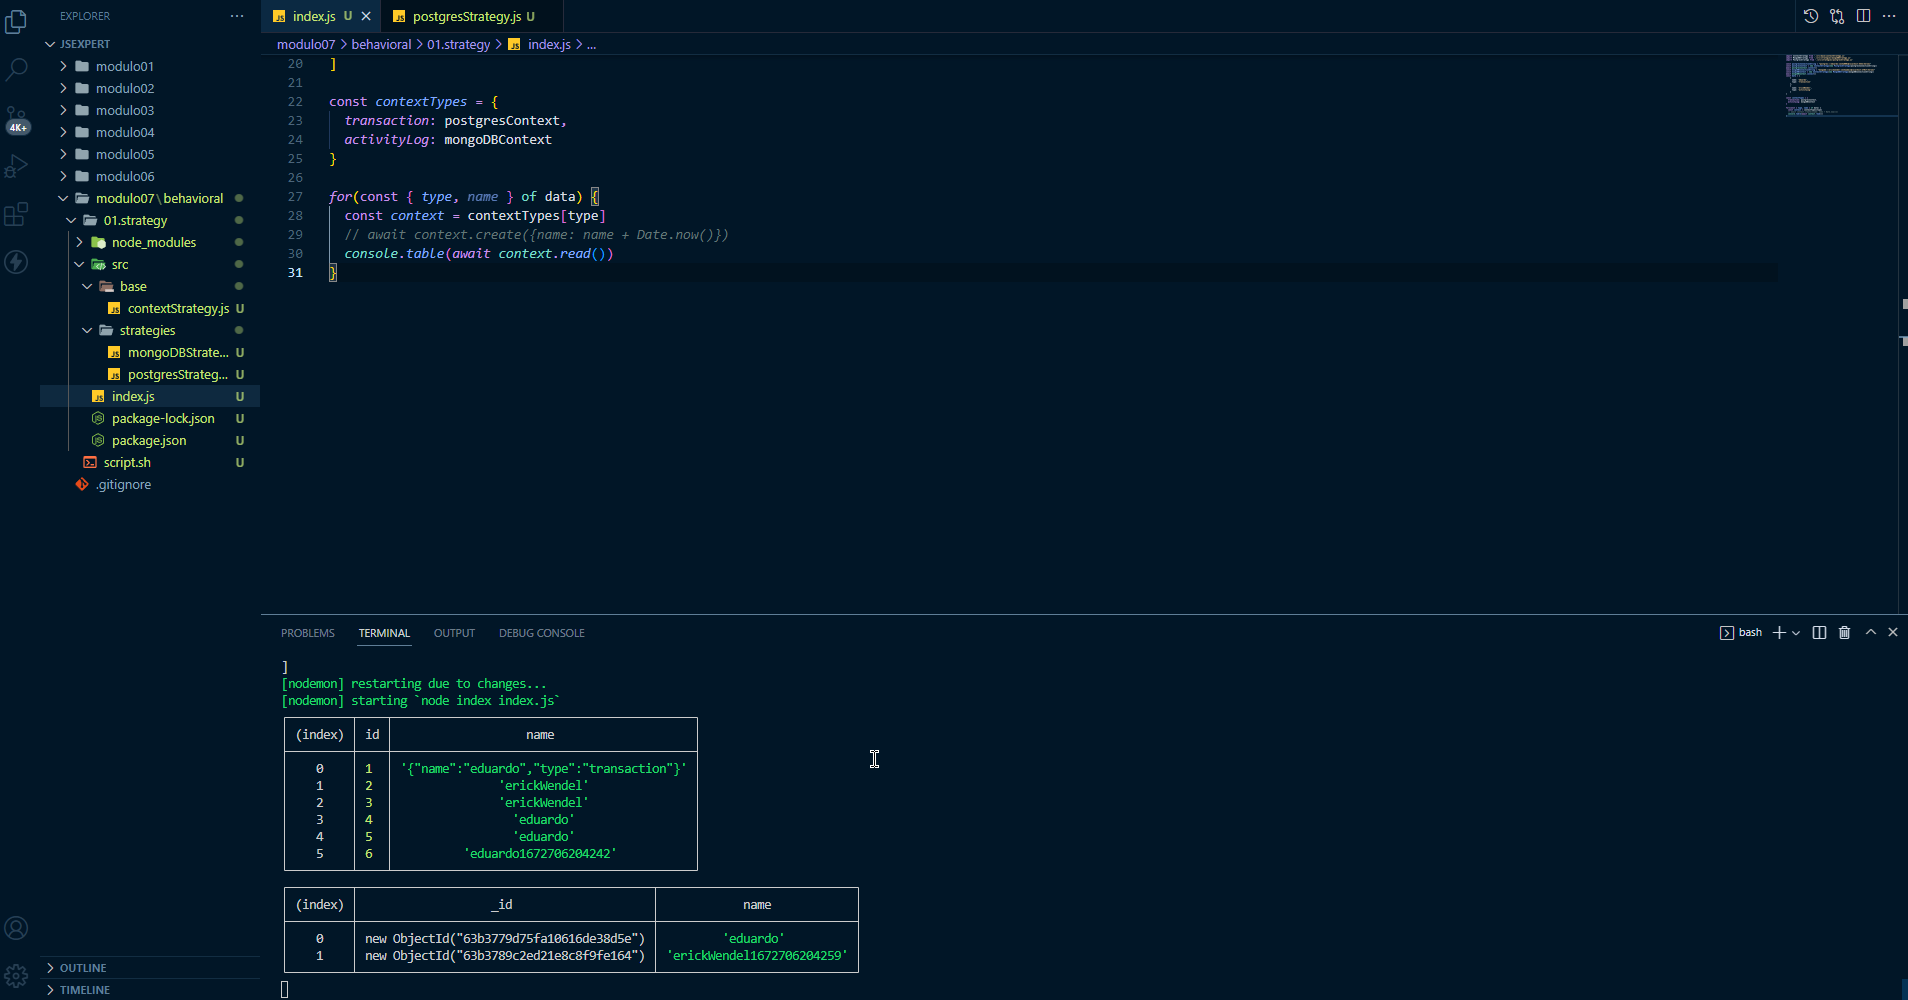 EXPLORER
JSEXPERT
modulo01
modulo02
modulo03
modulo04
modulo05
modulo06
modulo07\behavioral
01.strategy
node_modules
src
base
contextStrategy.js U
strategies
mongoDBStrate... U
postgresStrateg... U
index.js U
package-lock.json U
package.json U
script.sh U
.gitignore
OUTLINE
TIMELINE
4K+
index.js U
postgresStrategy.js U
modulo07 > behavioral > 01.strategy > JS index.js > ...
20 ]
21
22 const contextTypes = {
23 transaction: postgresContext,
24 activityLog: mongoDBContext
25 }
26
27 for(const { type, name } of data) {
28 const context = contextTypes[type]
29 // await context.create({name: name + Date.now()})
30 console.table(await context.read())
31 }
PROBLEMS TERMINAL OUTPUT DEBUG CONSOLE
bash
]
[nodemon] restarting due to changes...
[nodemon] starting `node index index.js`
(index) id name
0 1 '{"name":"eduardo","type":"transaction"}'
1 2 'erickWendel'
2 3 'erickWendel'
3 4 'eduardo'
4 5 'eduardo'
5 6 'eduardo1672706204242'
(index) _id name
0 new ObjectId("63b3779d75fa10616de38d5e") 'eduardo'
1 new ObjectId("63b3789c2ed21e8c8f9fe164") 'erickWendel1672706204259'